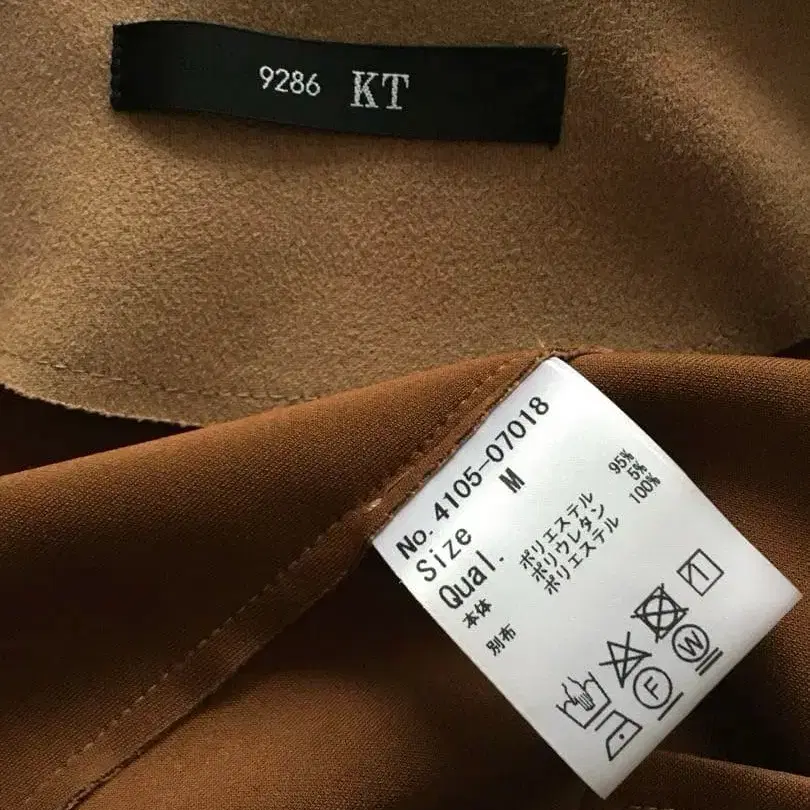 9286 KT
No. 4105-07018
Size M
Qual.
本体 ポリエステル 95%
ポリウレタン 5%
別布 ポリエステル 100%
F
W